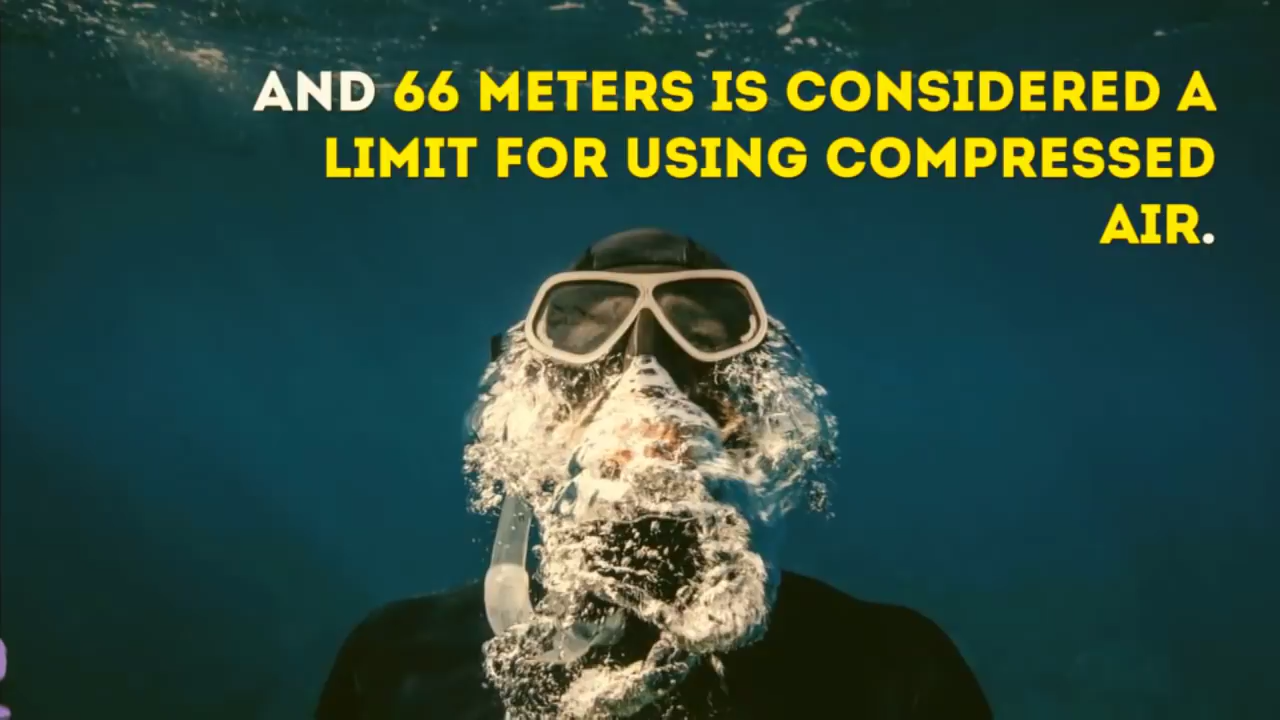 AND 66 METERS IS CONSIDERED A
LIMIT FOR USING COMPRESSED
AIR.